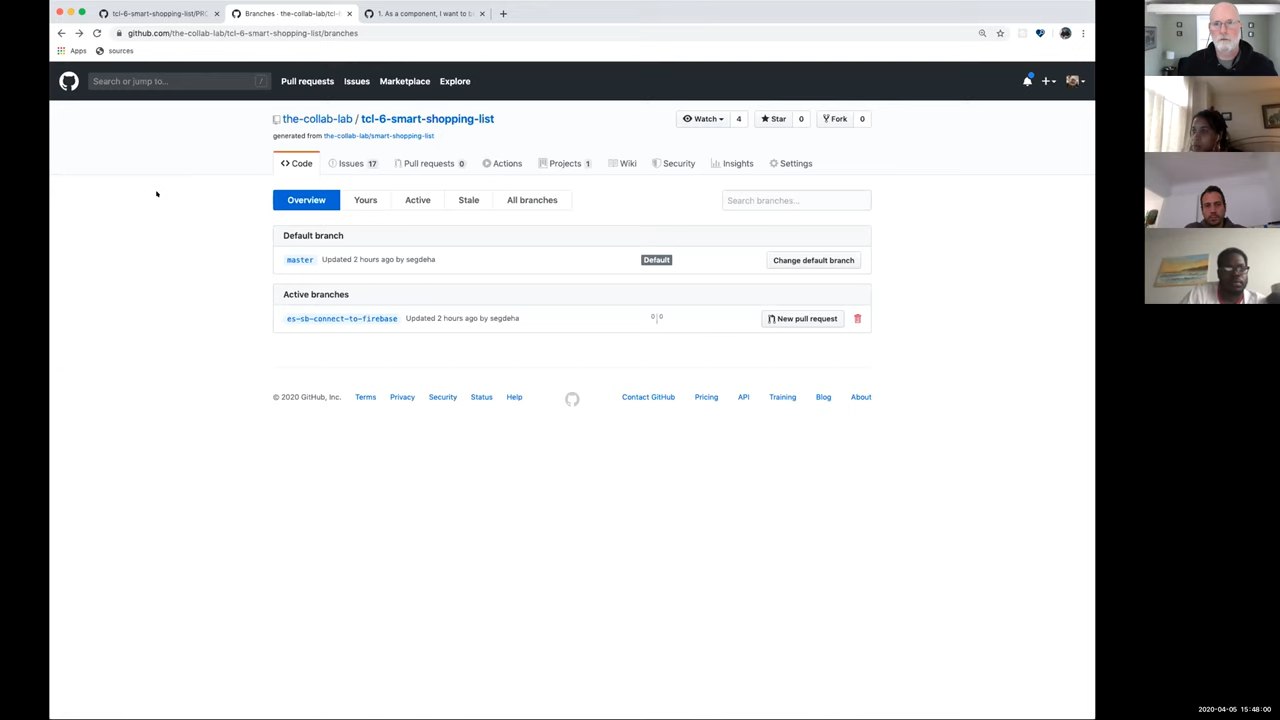 tcl-6-smart-shopping-list/PRO
Branches · the-collab-lab/tcl-6
1. As a component, I want to b
github.com/the-collab-lab/tcl-6-smart-shopping-list/branches
Apps
sources
Search or jump to...
/
Pull requests
Issues
Marketplace
Explore
the-collab-lab / tcl-6-smart-shopping-list
Watch 4
Star 0
Fork 0
generated from the-collab-lab/smart-shopping-list
Code
Issues 17
Pull requests 0
Actions
Projects 1
Wiki
Security
Insights
Settings
Overview
Yours
Active
Stale
All branches
Search branches...
Default branch
master Updated 2 hours ago by segdeha
Default
Change default branch
Active branches
es-sb-connect-to-firebase Updated 2 hours ago by segdeha
0|0
New pull request
© 2020 GitHub, Inc.
Terms
Privacy
Security
Status
Help
Contact GitHub
Pricing
API
Training
Blog
About
2020-04-05 15:48:00